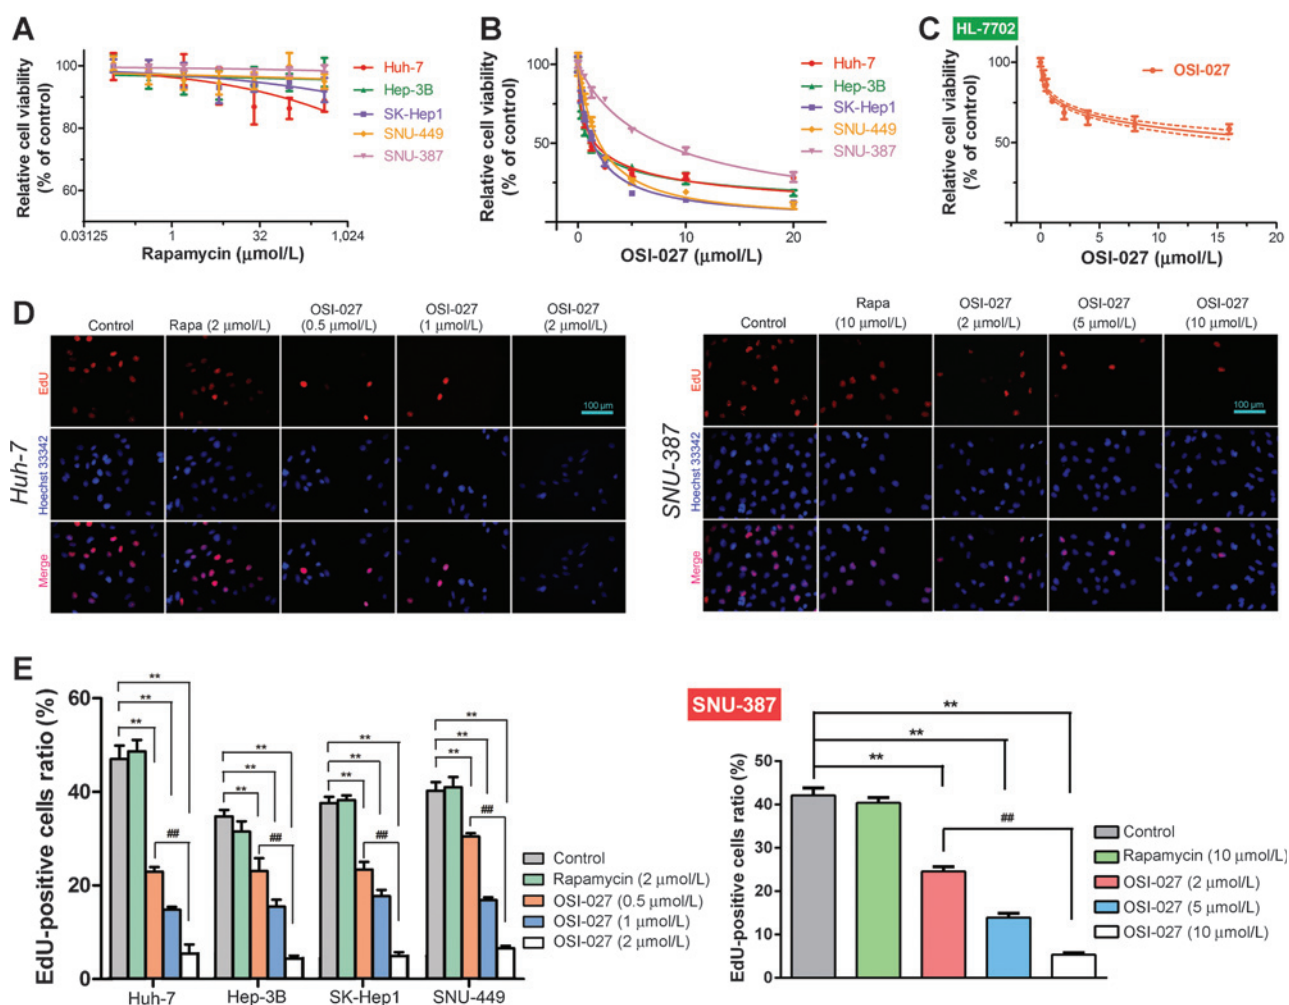 A
Relative cell viability
(% of control)
100
80
60
0.03125
1
32
1,024
Rapamycin (μmol/L)
Huh-7
Hep-3B
SK-Hep1
SNU-449
SNU-387
B
Relative cell viability
(% of control)
100
50
0
5
10
15
20
OSI-027 (μmol/L)
Huh-7
Hep-3B
SK-Hep1
SNU-449
SNU-387
C
HL-7702
Relative cell viability
(% of control)
100
50
0
5
10
15
20
OSI-027 (μmol/L)
OSI-027
D
Control
Rapa (2 μmol/L)
OSI-027
(0.5 μmol/L)
OSI-027
(1 μmol/L)
OSI-027
(2 μmol/L)
Huh-7
EdU
Hoechst 33342
Merge
100 μm
Control
Rapa
(10 μmol/L)
OSI-027
(2 μmol/L)
OSI-027
(5 μmol/L)
OSI-027
(10 μmol/L)
SNU-387
EdU
Hoechst 33342
Merge
100 μm
E
EdU-positive cells ratio (%)
60
40
20
0
**
**
**
##
**
**
**
##
**
**
**
##
**
**
**
##
Huh-7
Hep-3B
SK-Hep1
SNU-449
Control
Rapamycin (2 μmol/L)
OSI-027 (0.5 μmol/L)
OSI-027 (1 μmol/L)
OSI-027 (2 μmol/L)
SNU-387
EdU-positive cells ratio (%)
50
40
30
20
10
0
**
**
**
##
Control
Rapamycin (10 μmol/L)
OSI-027 (2 μmol/L)
OSI-027 (5 μmol/L)
OSI-027 (10 μmol/L)